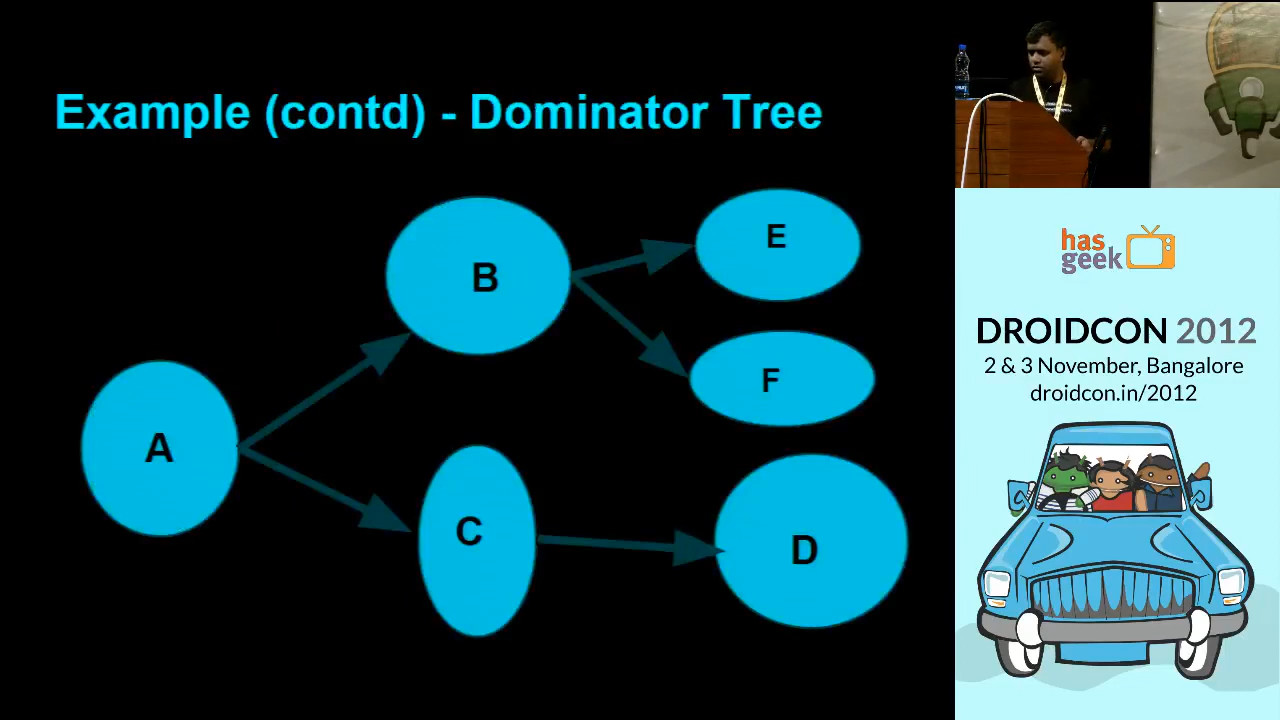 Example (contd) - Dominator Tree
B
E
F
A
C
D
has
geek
DROIDCON 2012
2 & 3 November, Bangalore
droidcon.in/2012